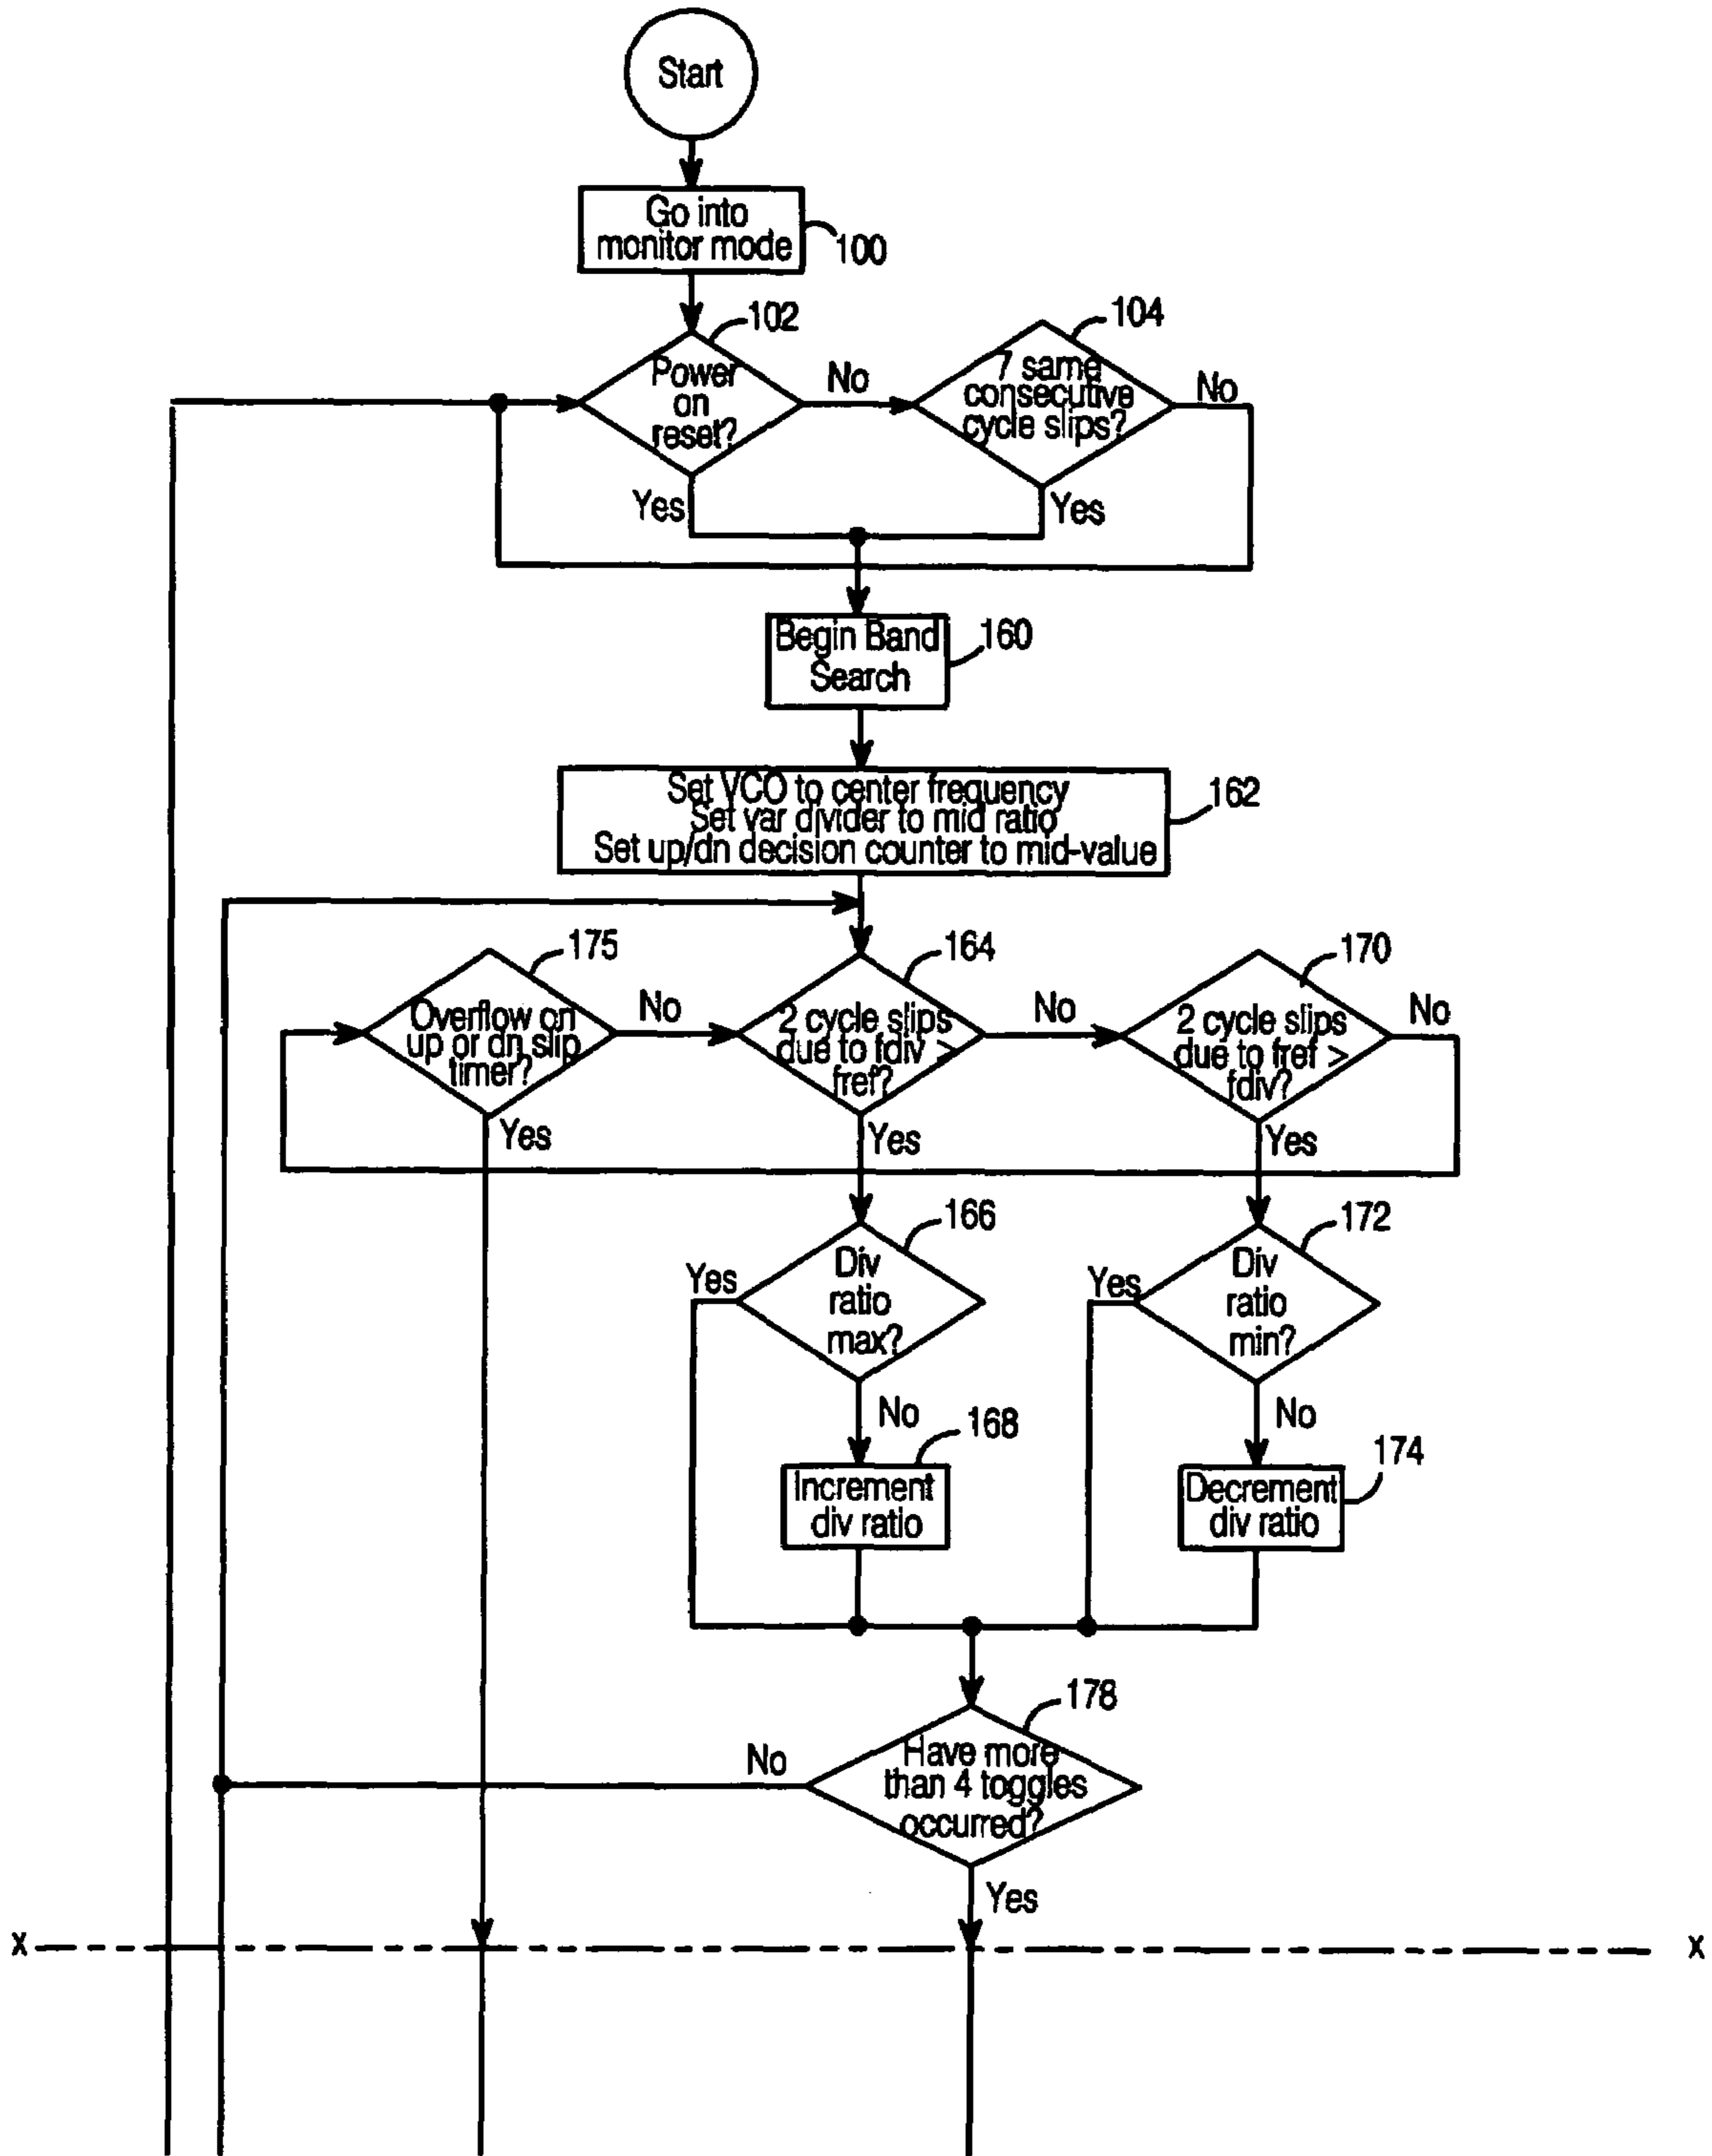 Start
Go into
monitor mode
100
102
Power
on
reset?
No
104
7 same
consecutive
cycle slips?
No
Yes
Yes
Begin Band
Search
160
Set VCO to center frequency
Set var divider to mid ratio
Set up/dn decision counter to mid-value
162
175
Overflow on
up or dn slip
timer?
No
164
2 cycle slips
due to fdiv >
fref?
No
170
2 cycle slips
due to fref >
fdiv?
No
Yes
Yes
Yes
166
Yes
Div
ratio
max?
172
Yes
Div
ratio
min?
No
168
Increment
div ratio
No
174
Decrement
div ratio
178
No
Have more
than 4 toggles
occurred?
Yes
x
x